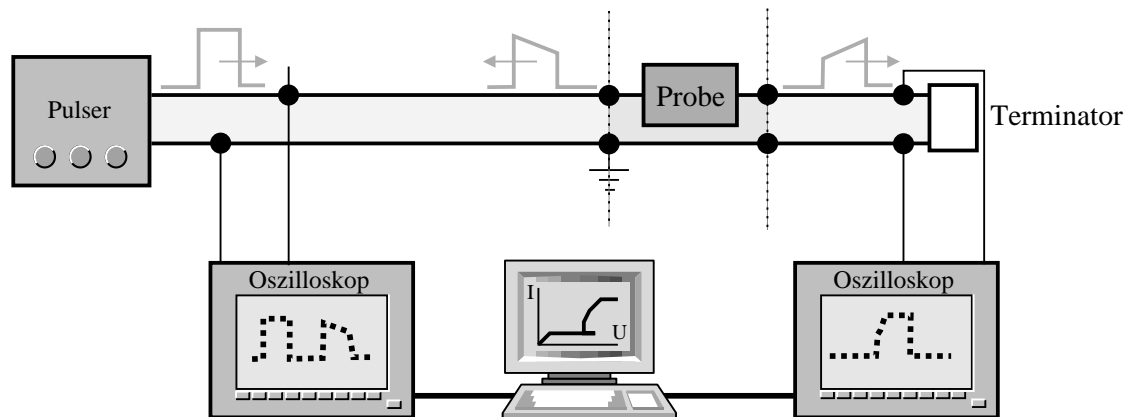 Pulser
Probe
Terminator
Oszilloskop
I
U
Oszilloskop